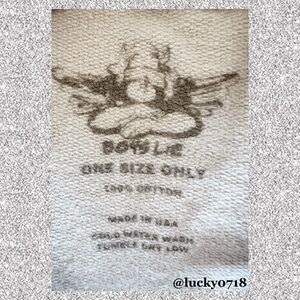 BOYS LIE
ONE SIZE ONLY
100% COTTON
MADE IN USA
COLD WATER WASH
TUMBLE DRY LOW
@lucky0718